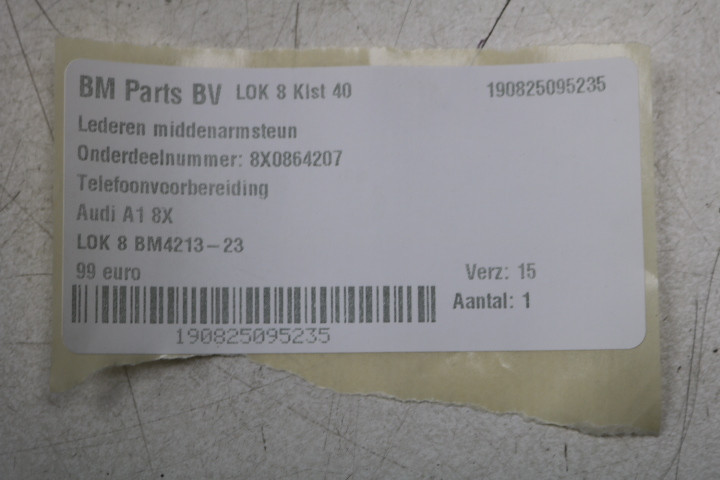 BM Parts BV LOK 8 Klst 40 190825095235
Lederen middenarmsteun
Onderdeelnummer: 8X0864207
Telefoonvoorbereiding
Audi A1 8X
LOK 8 BM4213-23
99 euro Verz: 15
Aantal: 1
190825095235